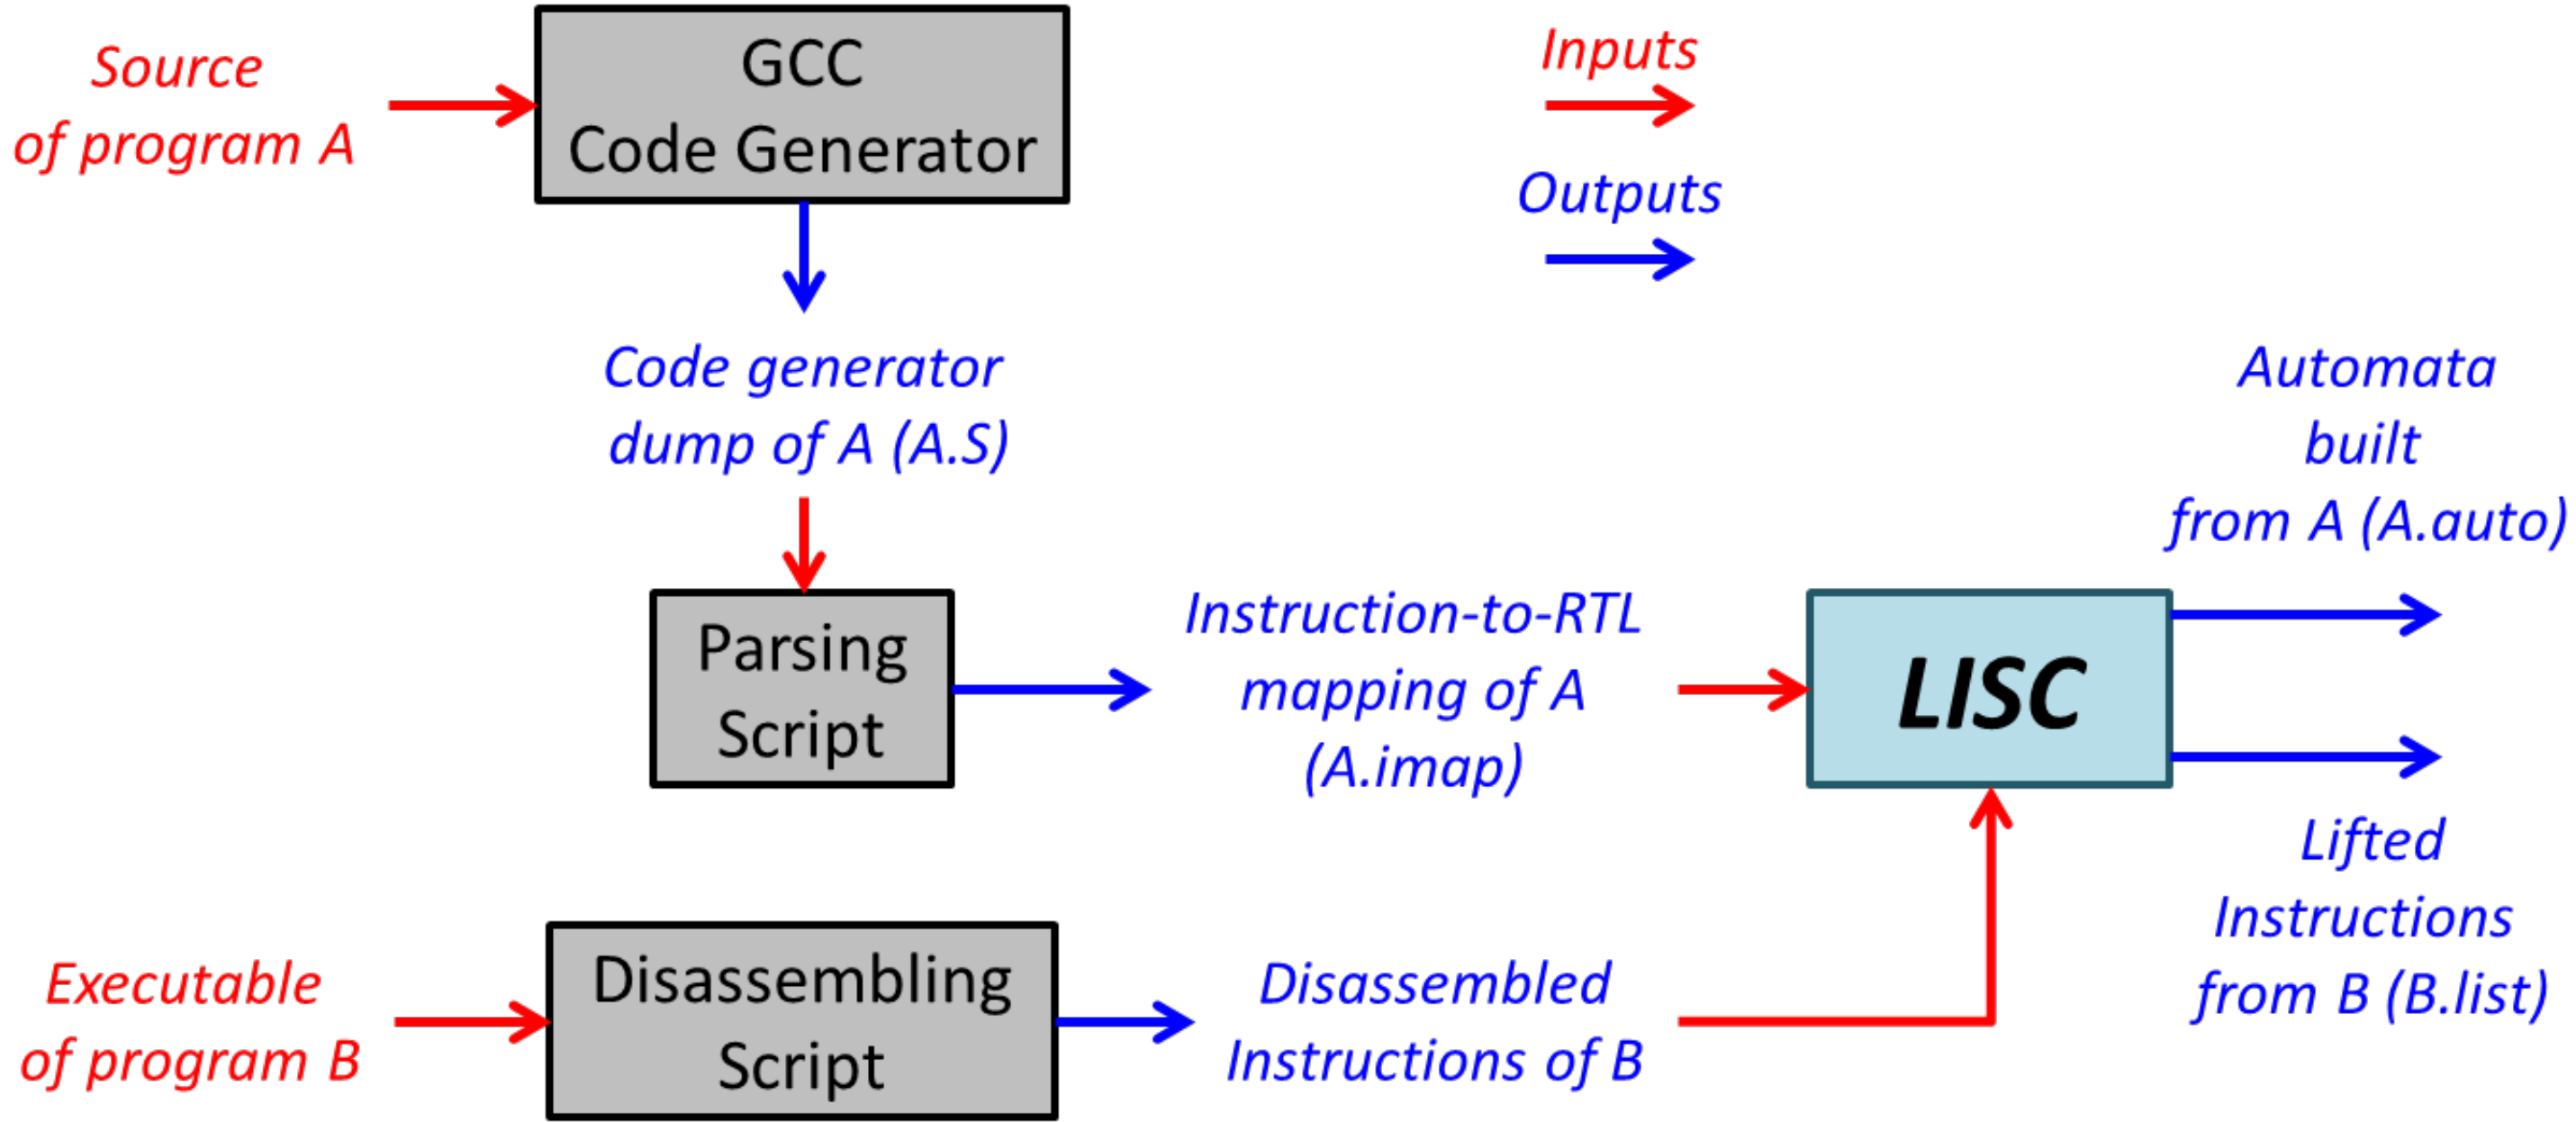 Source
of program A
GCC
Code Generator
Inputs
Outputs
Code generator
dump of A (A.S)
Automata
built
from A (A.auto)
Parsing
Script
Instruction-to-RTL
mapping of A
(A.imap)
LISC
Lifted
Instructions
from B (B.list)
Executable
of program B
Disassembling
Script
Disassembled
Instructions of B